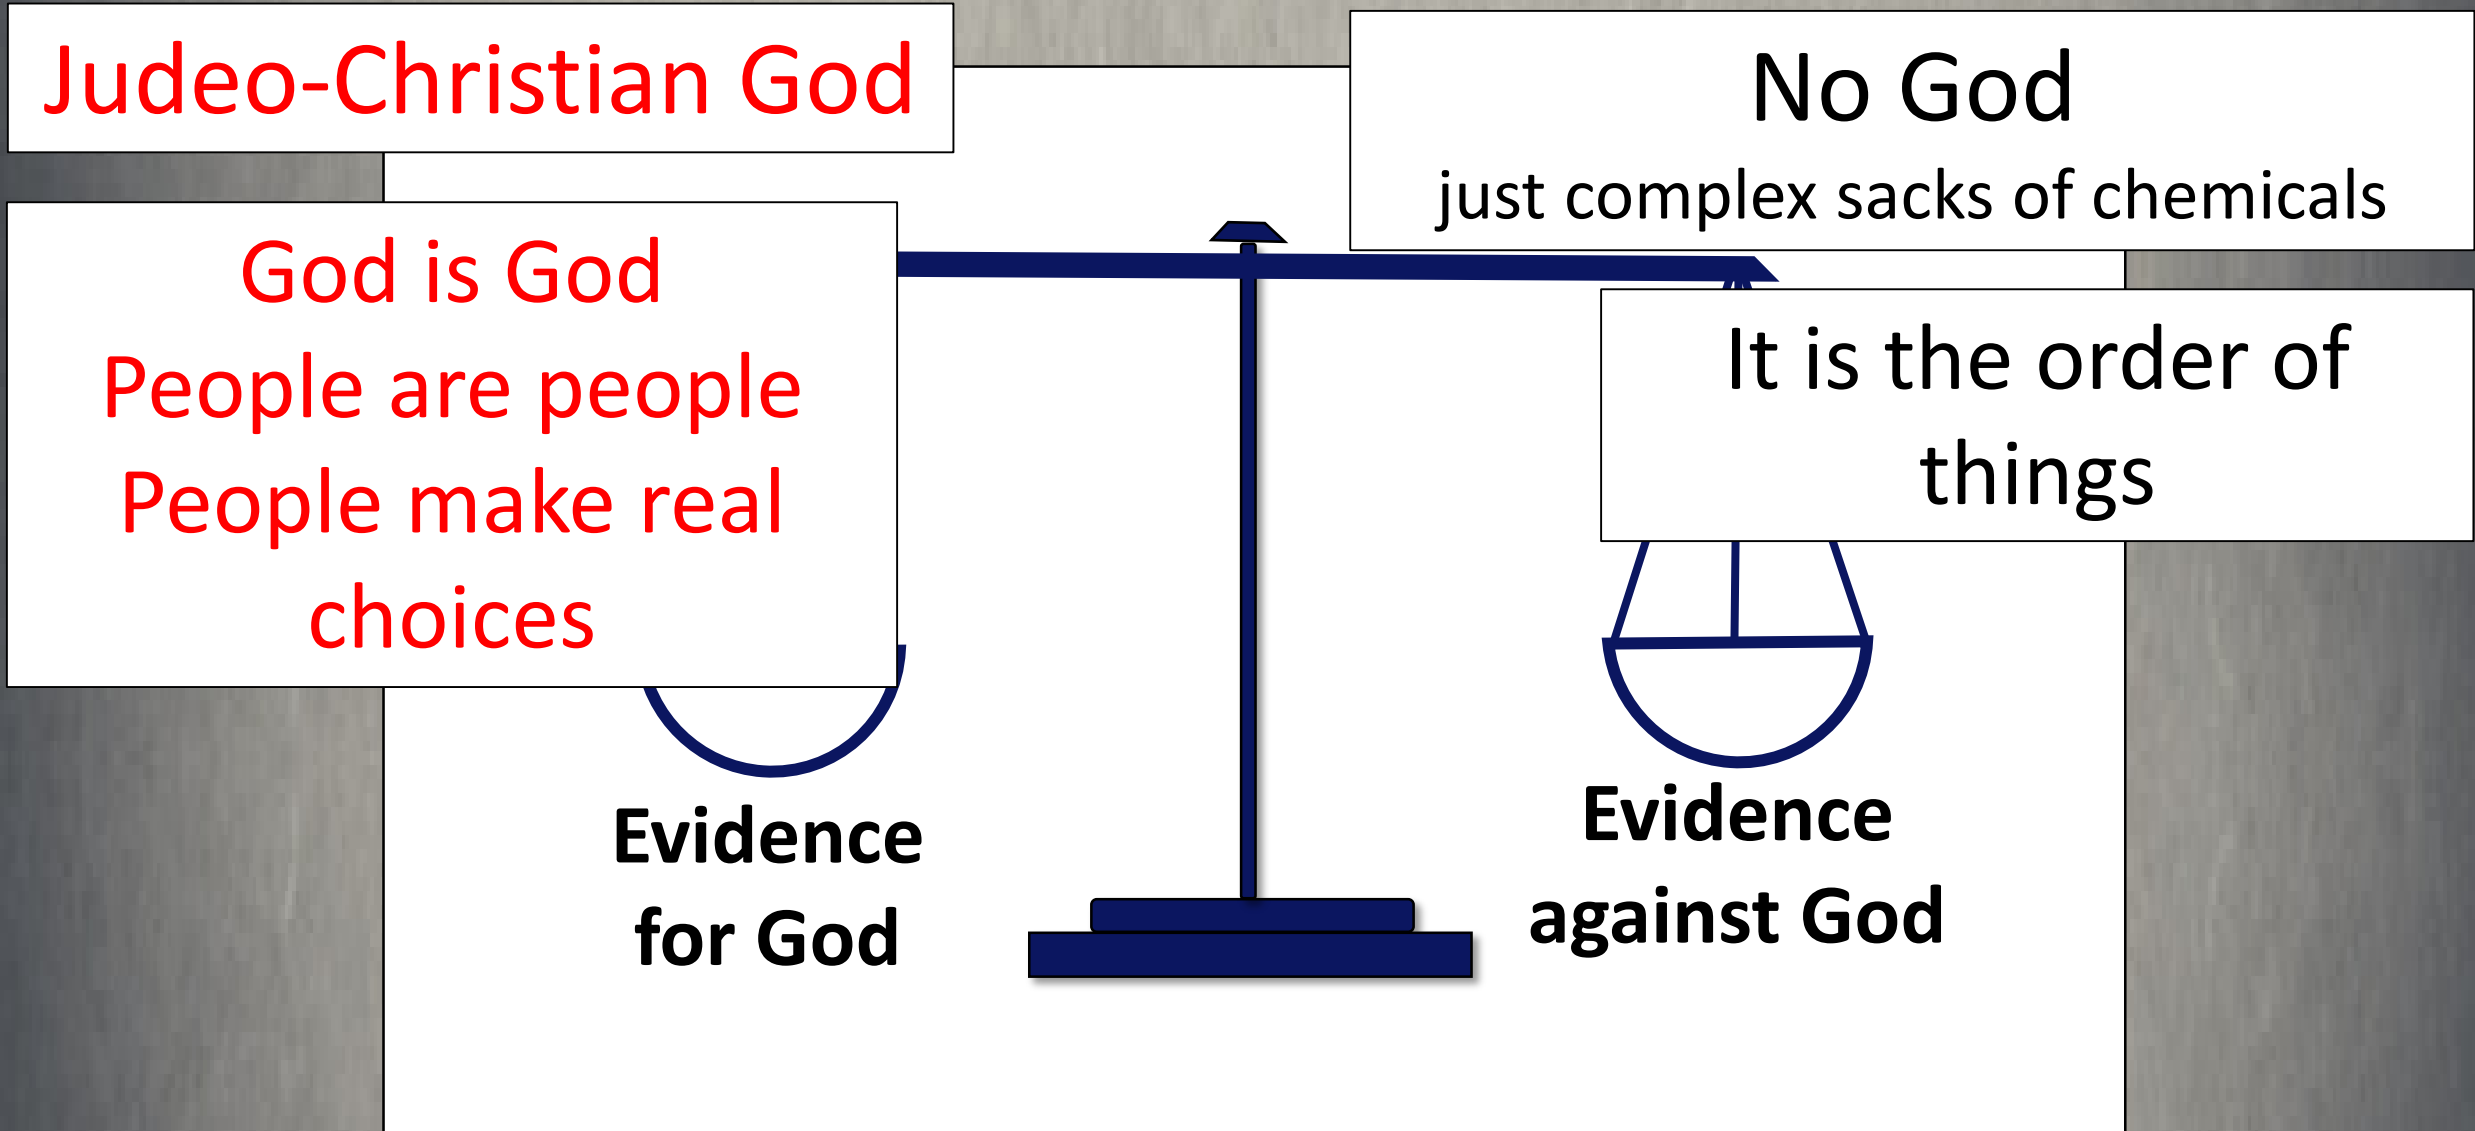 Judeo-Christian God
God is God
People are people
People make real
choices
Evidence
for God
No God
just complex sacks of chemicals
It is the order of
things
Evidence
against God